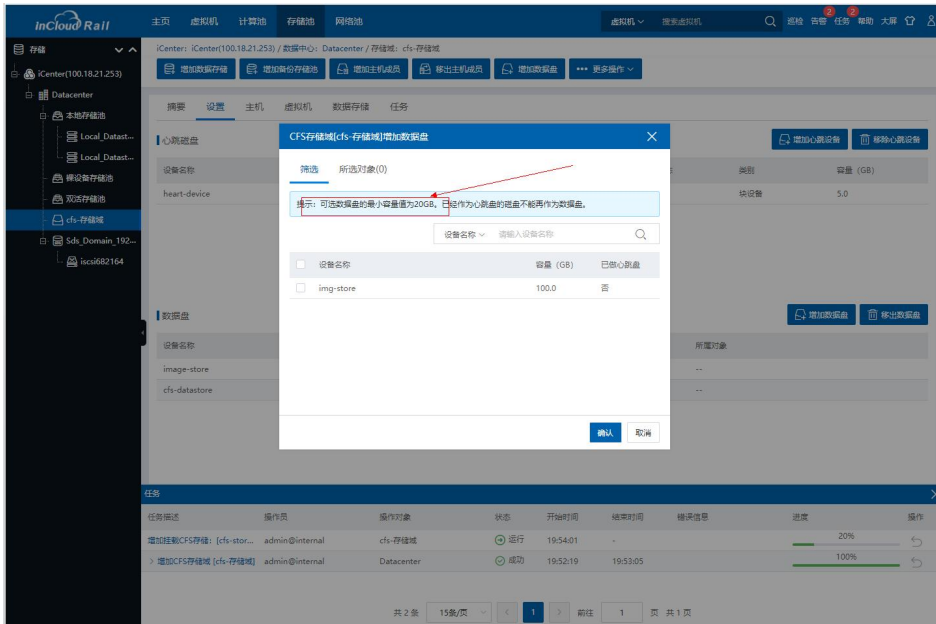 inCloud Rail
主页 虚拟机 计算池 存储池 网络池
虚拟机 搜索虚拟机
巡检 告警 2 任务 2 帮助 大屏
存储
iCenter: iCenter(100.18.21.253) / 数据中心: Datacenter / 存储域: cfs-存储域
增加数据存储 增加备份存储池 增加主机成员 移出主机成员 增加数据盘 ••• 更多操作
iCenter(100.18.21.253)
Datacenter
本地存储池
Local_Datast...
Local_Datast...
裸设备存储池
双活存储池
cfs-存储域
Sds_Domain_192...
iscsi682164
摘要 设置 主机 虚拟机 数据存储 任务
心跳磁盘
增加心跳设备 移除心跳设备
设备名称 类别 容量 (GB)
heart-device 块设备 5.0
CFS存储域[cfs-存储域]增加数据盘
筛选 所选对象(0)
提示: 可选数据盘的最小容量值为20GB。已经作为心跳盘的磁盘不能再作为数据盘。
设备名称 请输入设备名称
设备名称 容量 (GB) 已做心跳盘
img-store 100.0 否
确认 取消
数据盘
增加数据盘 移出数据盘
设备名称 所属对象
image-store --
cfs-datastore --
任务
任务描述 操作员 操作对象 状态 开始时间 结束时间 错误信息 进度 操作
增加挂载CFS存储: [cfs-stor... admin@internal cfs-存储域 运行 19:54:01 - 20%
> 增加CFS存储域 [cfs-存储域] admin@internal Datacenter 成功 19:52:19 19:53:05 100%
共 2 条 15条/页 < 1 > 前往 1 页 共 1 页